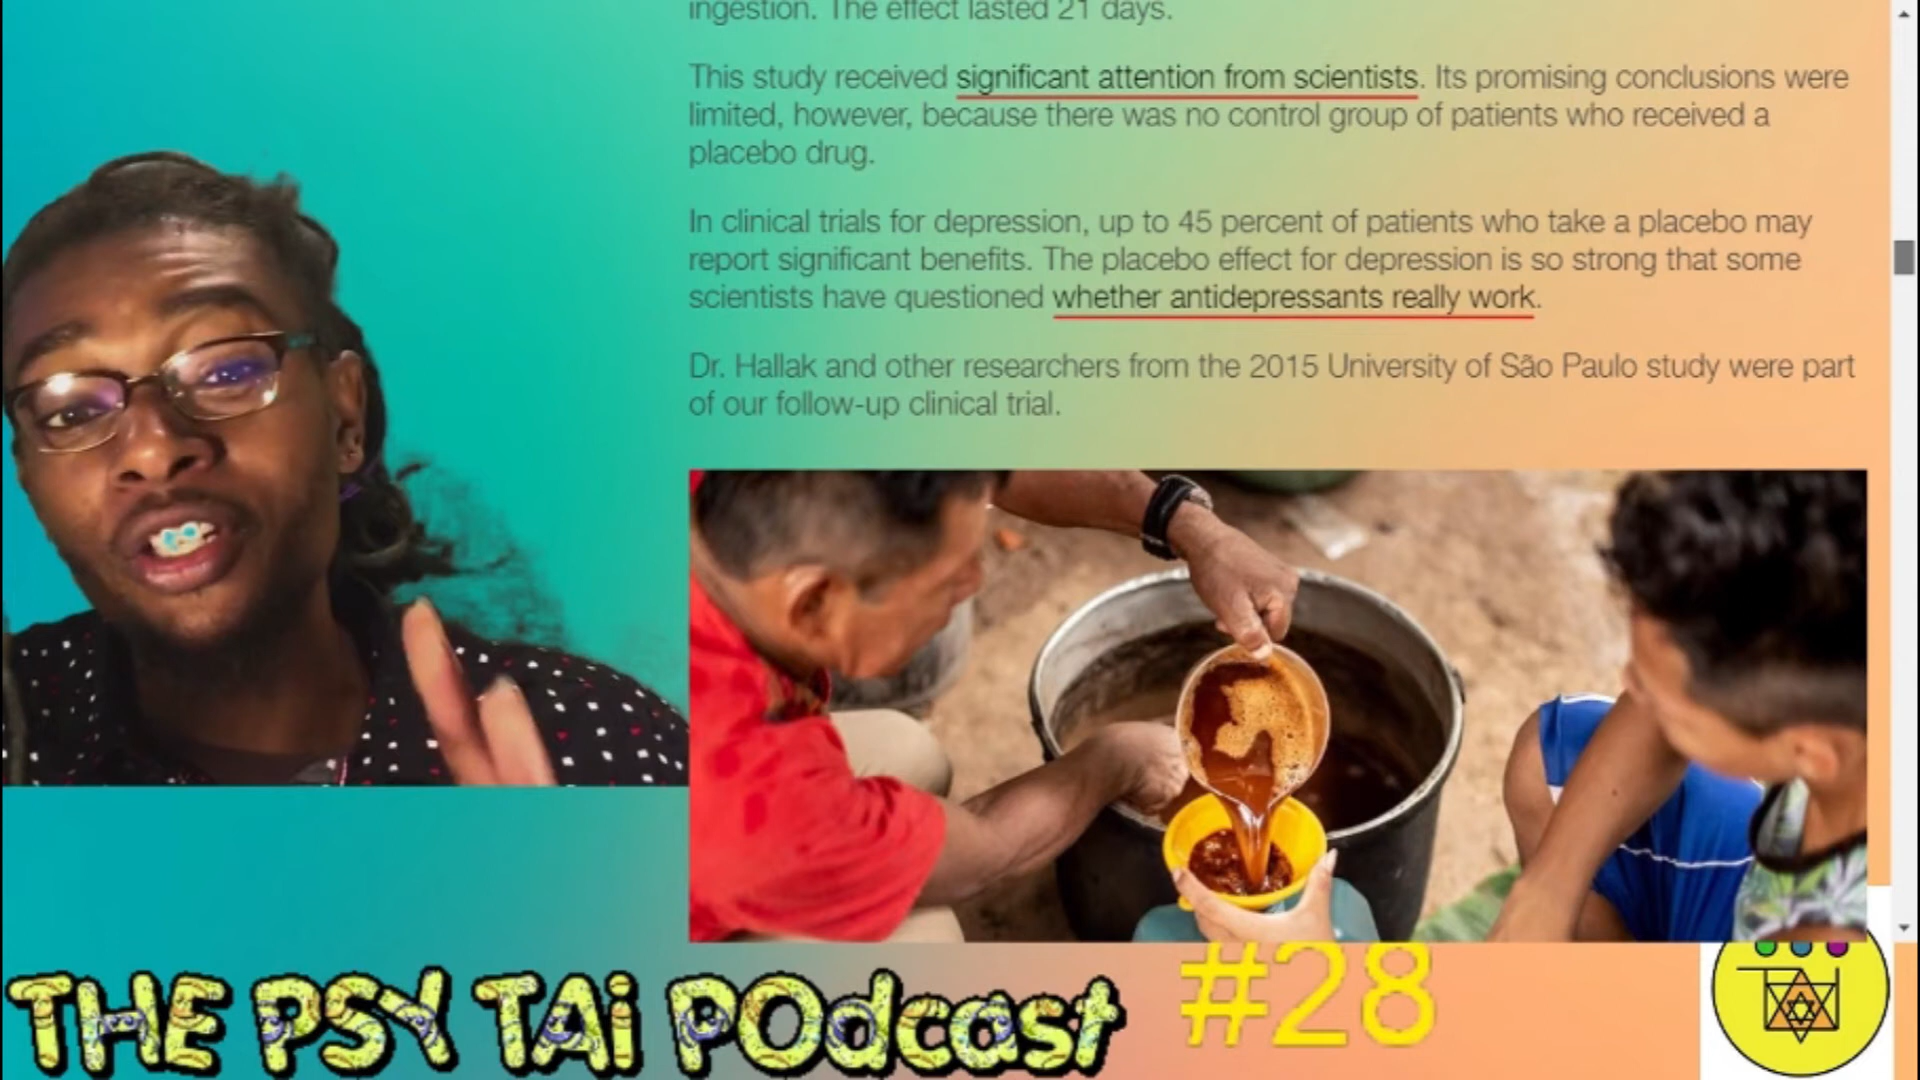 ingestion. The effect lasted 21 days.
This study received significant attention from scientists. Its promising conclusions were
limited, however, because there was no control group of patients who received a
placebo drug.
In clinical trials for depression, up to 45 percent of patients who take a placebo may
report significant benefits. The placebo effect for depression is so strong that some
scientists have questioned whether antidepressants really work.
Dr. Hallak and other researchers from the 2015 University of São Paulo study were part
of our follow-up clinical trial.
THE PSY TAi POdcast #28